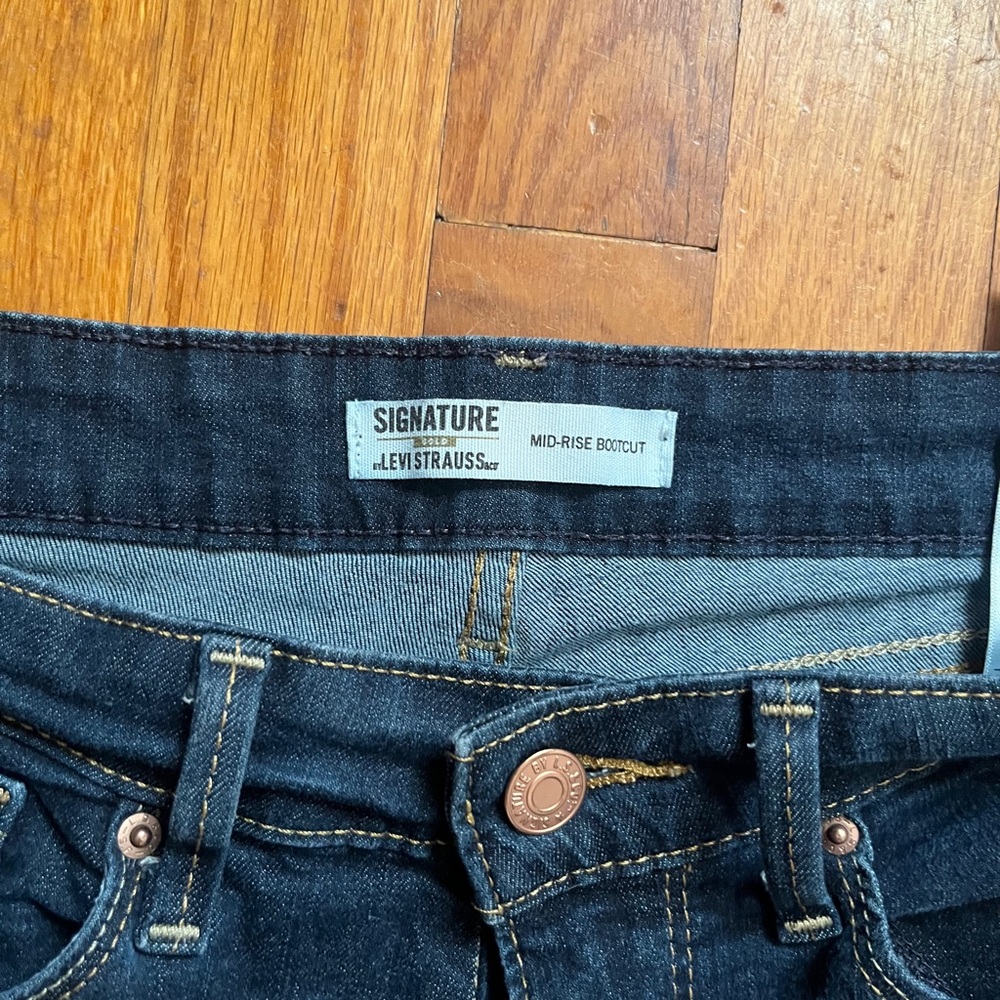 SIGNATURE
GOLD
BY LEVI STRAUSS & CO
MID-RISE BOOTCUT